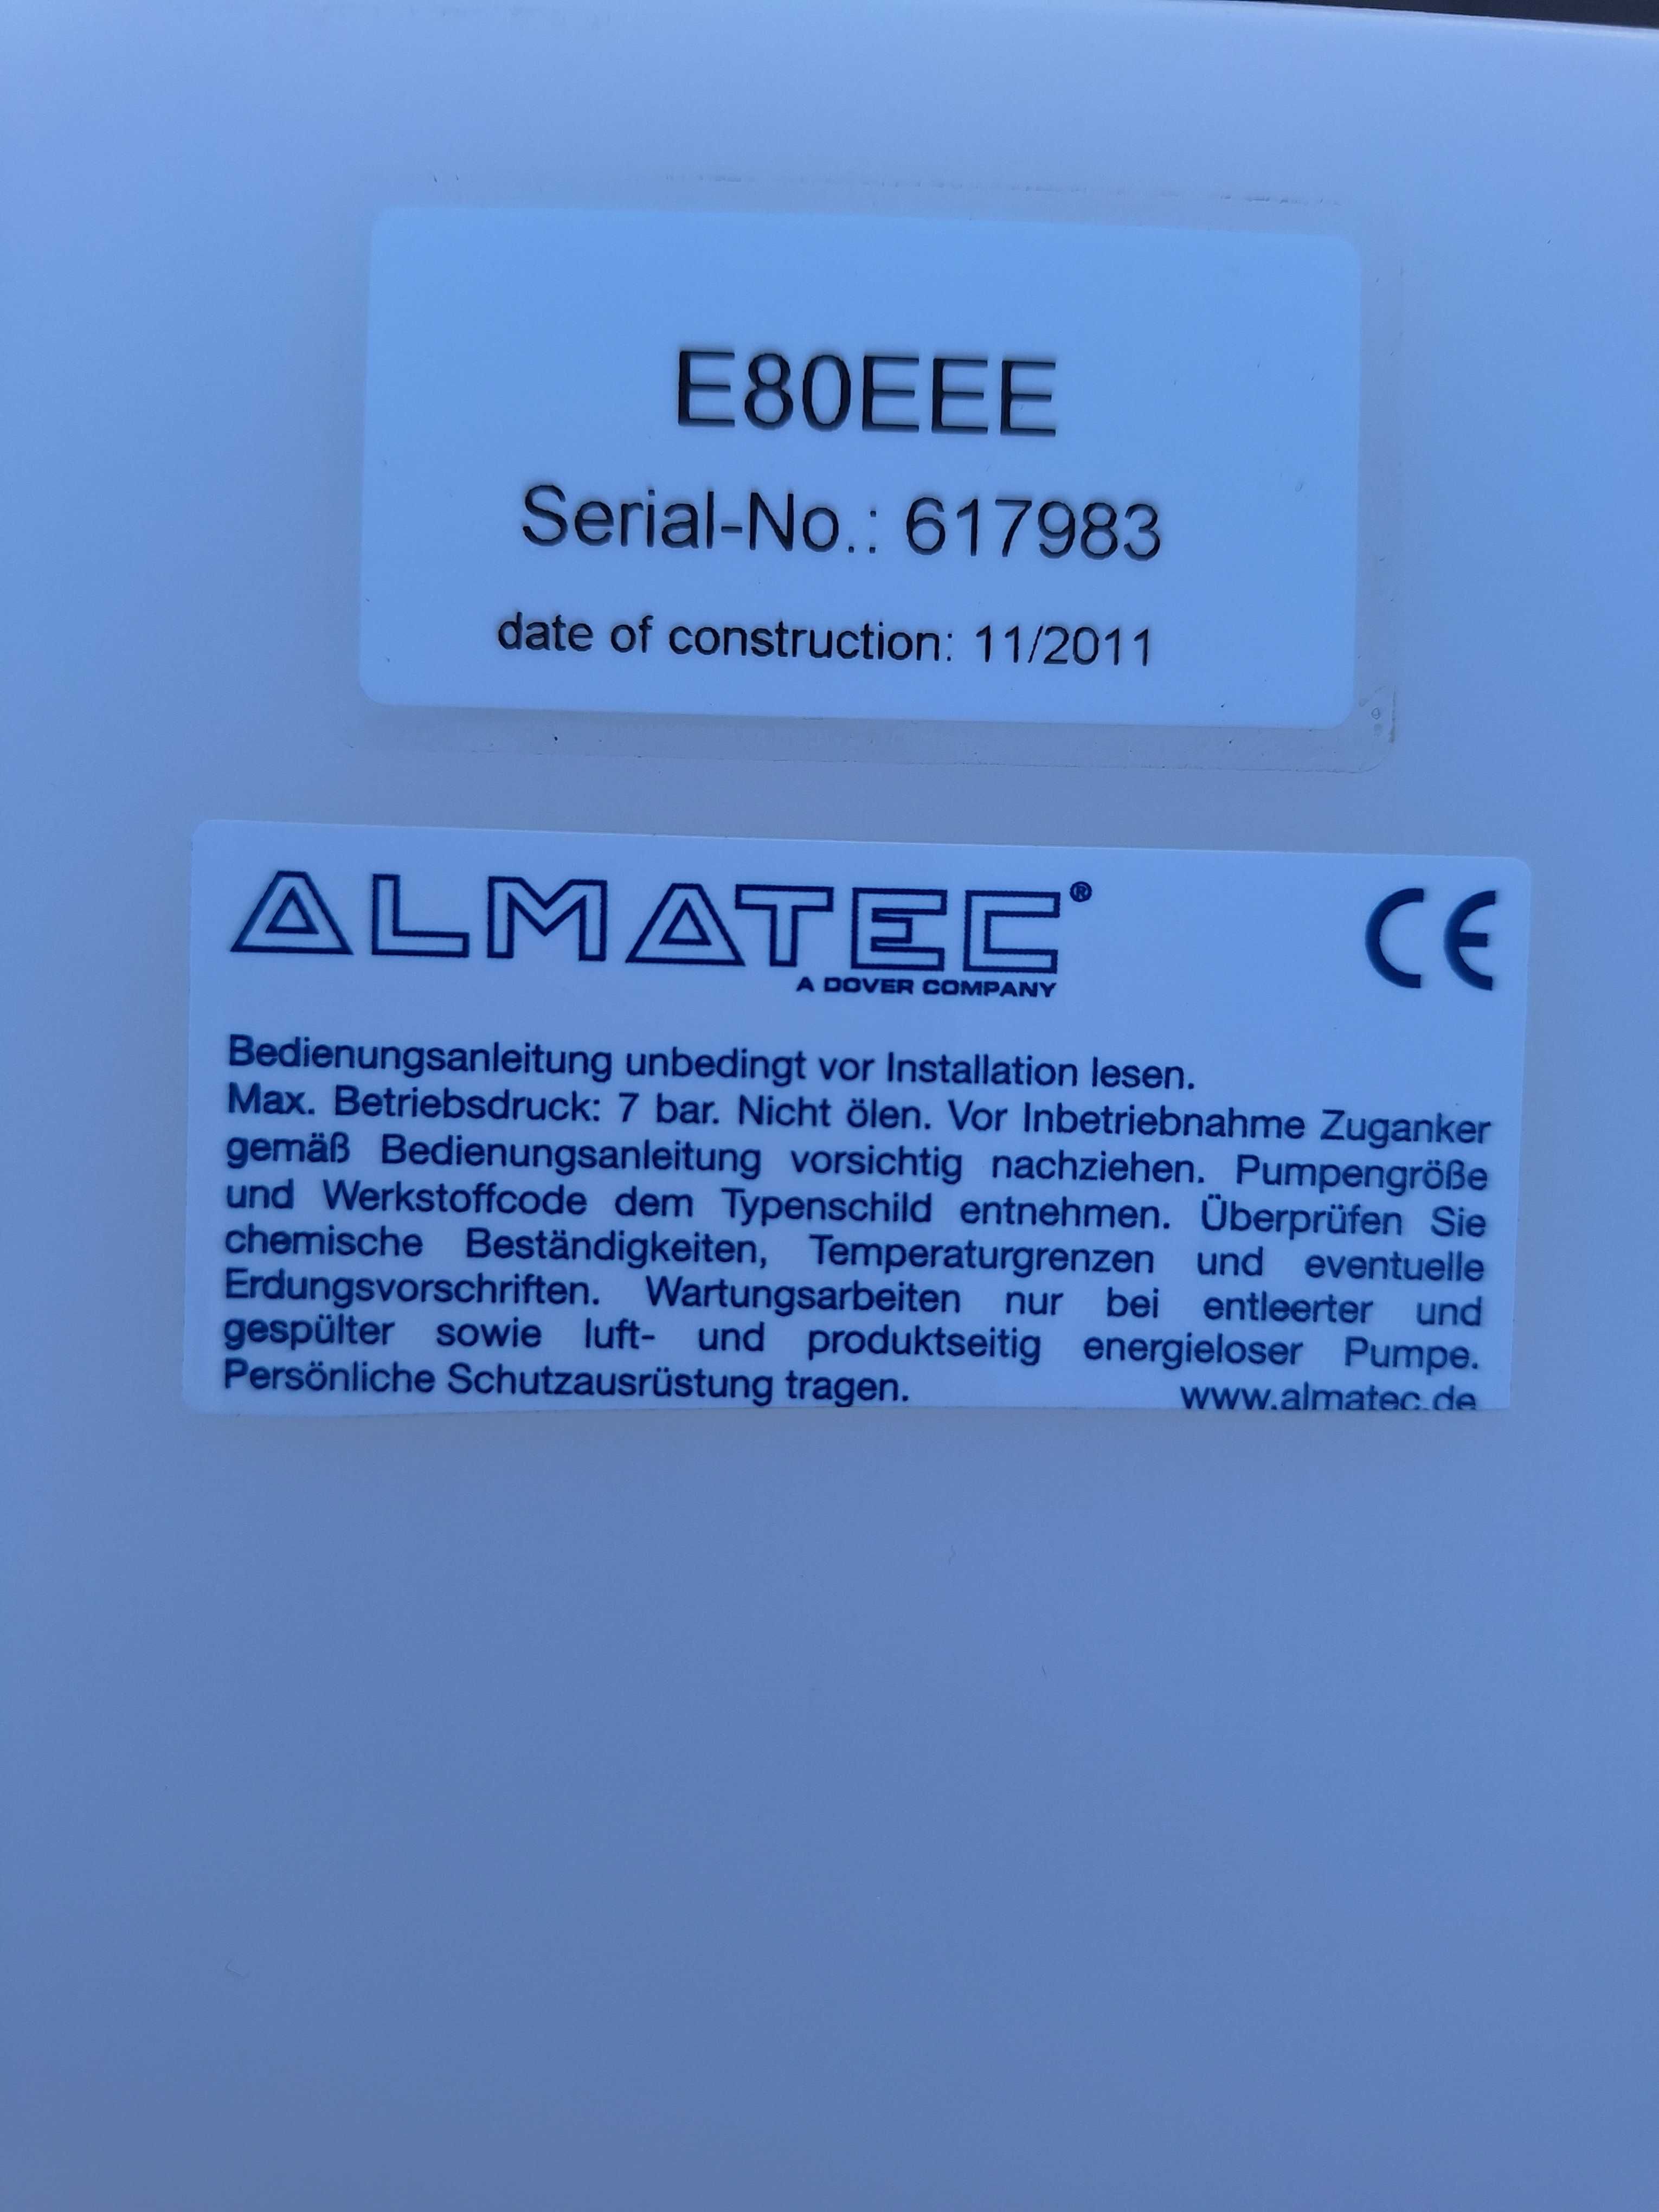 E80EEE
Serial-No.: 617983
date of construction: 11/2011
ALMATEC®
CE
A DOVER COMPANY
Bedienungsanleitung unbedingt vor Installation lesen.
Max. Betriebsdruck: 7 bar. Nicht ölen. Vor Inbetriebnahme Zuganker
gemäß Bedienungsanleitung vorsichtig nachziehen. Pumpengröße
und Werkstoffcode dem Typenschild entnehmen. Überprüfen Sie
chemische Beständigkeiten, Temperaturgrenzen und eventuelle
Erdungsvorschriften. Wartungsarbeiten nur bei entleerter und
gespülter sowie luft- und produktseitig energieloser Pumpe.
Persönliche Schutzausrüstung tragen. www.almatec.de